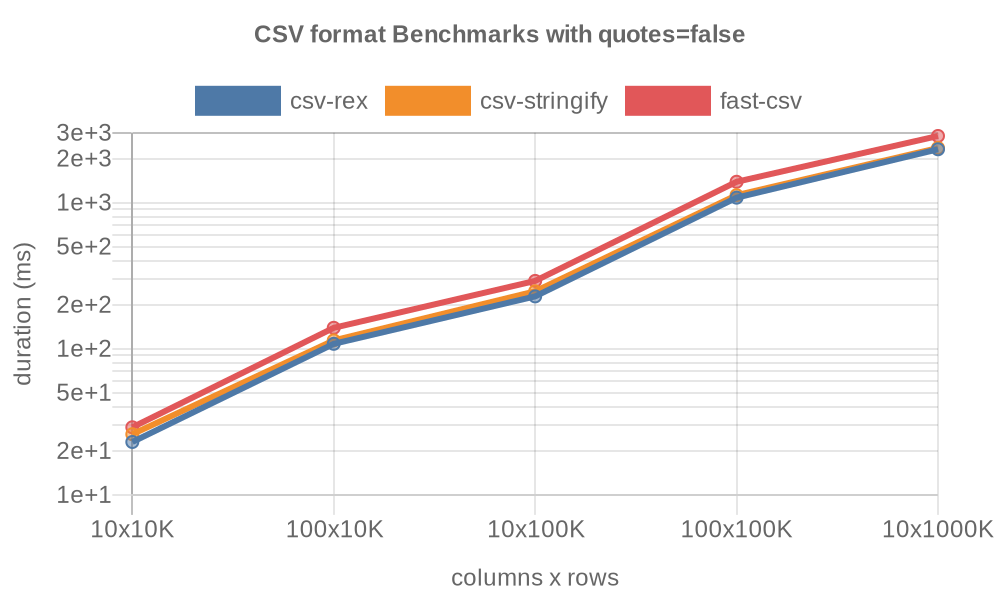 CSV format Benchmarks with quotes=false
csv-rex csv-stringify fast-csv
3e+3
2e+3
1e+3
5e+2
2e+2
1e+2
5e+1
2e+1
1e+1
duration (ms)
10x10K 100x10K 10x100K 100x100K 10x1000K
columns x rows